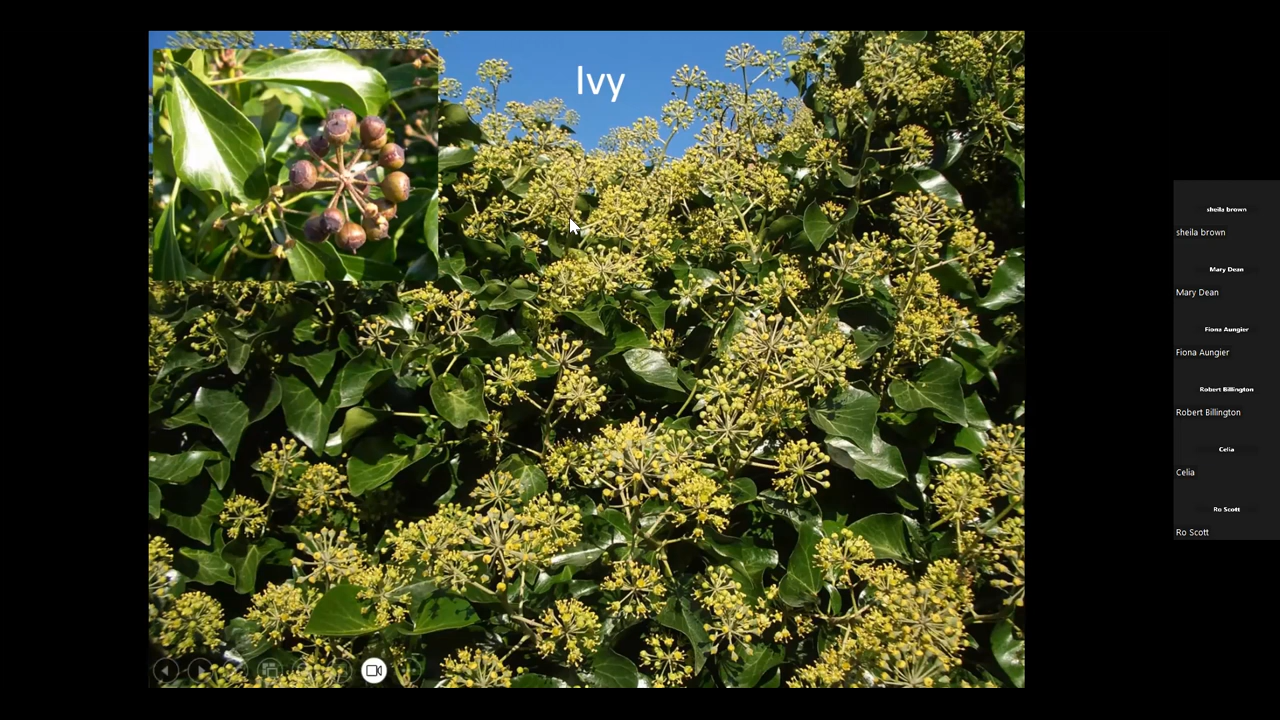 Ivy
sheila brown
sheila brown
Mary Dean
Mary Dean
Fiona Aungier
Fiona Aungier
Robert Billington
Robert Billington
Celia
Celia
Ro Scott
Ro Scott